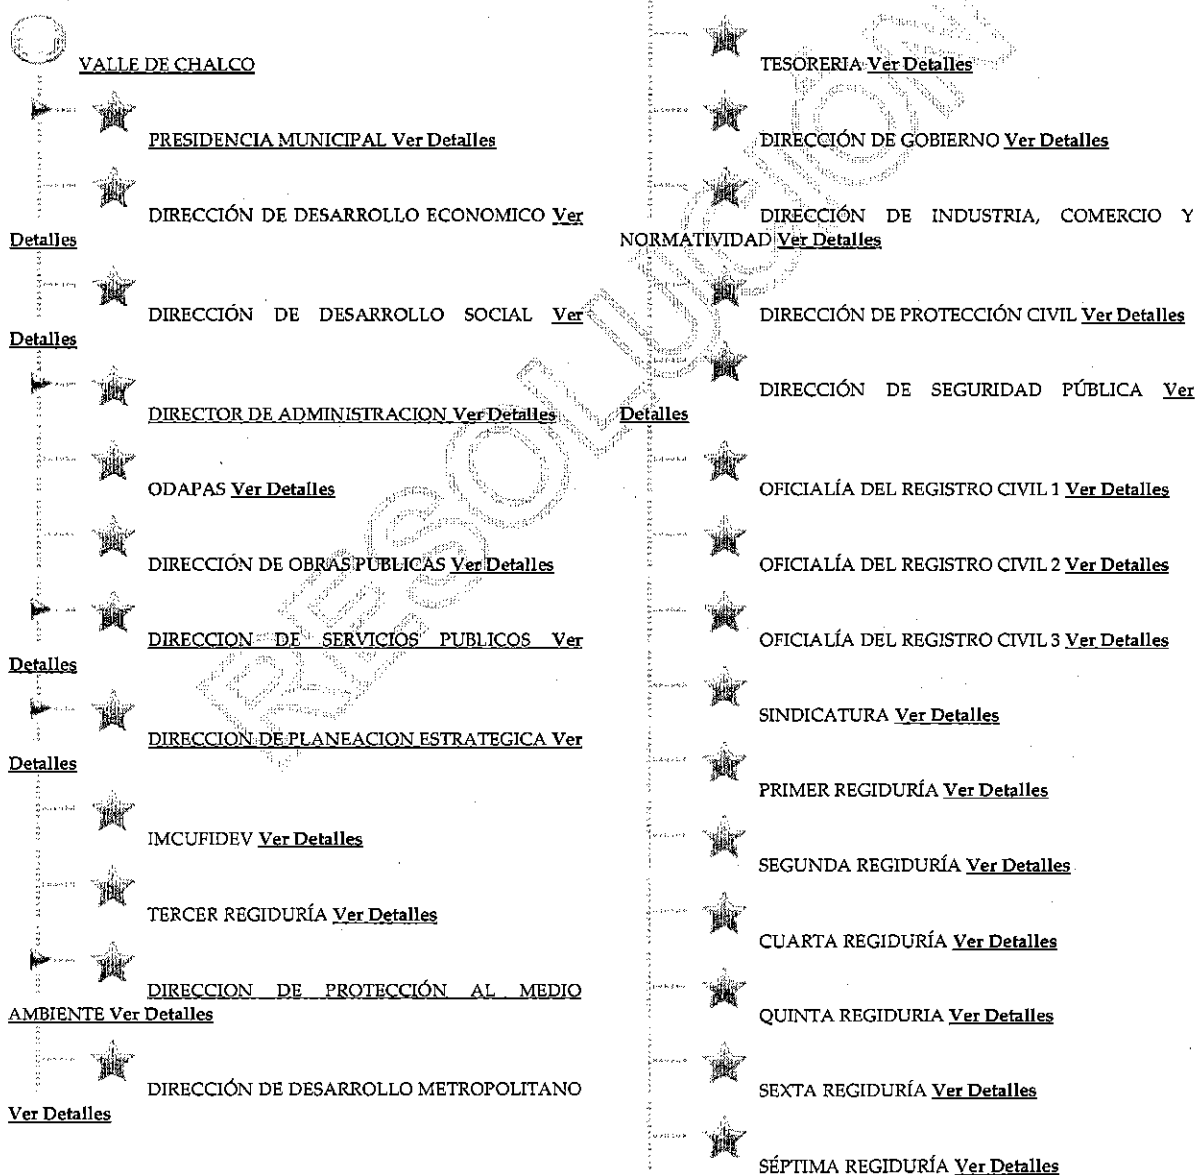 VALLE DE CHALCO
PRESIDENCIA MUNICIPAL Ver Detalles
DIRECCIÓN DE DESARROLLO ECONOMICO Ver
Detalles
DIRECCIÓN DE DESARROLLO SOCIAL Ver
Detalles
DIRECTOR DE ADMINISTRACION Ver Detalles
ODAPAS Ver Detalles
DIRECCIÓN DE OBRAS PUBLICAS Ver Detalles
DIRECCION DE SERVICIOS PUBLICOS Ver
Detalles
DIRECCION DE PLANEACION ESTRATEGICA Ver
Detalles
IMCUFIDEV Ver Detalles
TERCER REGIDURÍA Ver Detalles
DIRECCION DE PROTECCIÓN AL MEDIO
AMBIENTE Ver Detalles
DIRECCIÓN DE DESARROLLO METROPOLITANO
Ver Detalles
TESORERIA Ver Detalles
DIRECCIÓN DE GOBIERNO Ver Detalles
DIRECCIÓN DE INDUSTRIA, COMERCIO Y
NORMATIVIDAD Ver Detalles
DIRECCIÓN DE PROTECCIÓN CIVIL Ver Detalles
DIRECCIÓN DE SEGURIDAD PÚBLICA Ver
Detalles
OFICIALÍA DEL REGISTRO CIVIL 1 Ver Detalles
OFICIALÍA DEL REGISTRO CIVIL 2 Ver Detalles
OFICIALÍA DEL REGISTRO CIVIL 3 Ver Detalles
SINDICATURA Ver Detalles
PRIMER REGIDURÍA Ver Detalles
SEGUNDA REGIDURÍA Ver Detalles
CUARTA REGIDURÍA Ver Detalles
QUINTA REGIDURIA Ver Detalles
SEXTA REGIDURÍA Ver Detalles
SÉPTIMA REGIDURÍA Ver Detalles
RESOLUCIÓN